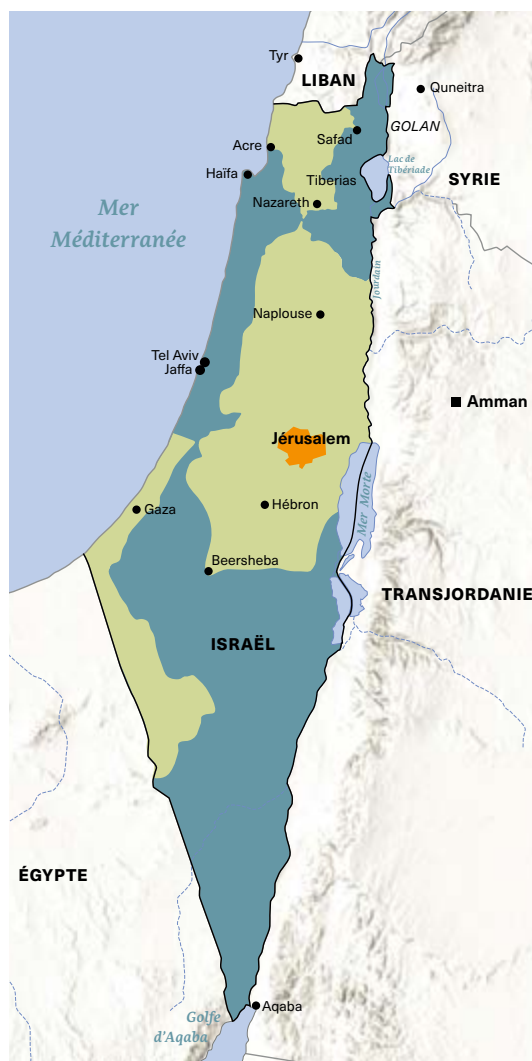 Tyr
LIBAN
Quneitra
GOLAN
Safad
Acre
Lac de
Tibériade
Haïfa
Tiberias
SYRIE
Nazareth
Mer
Méditerranée
Jourdain
Naplouse
Tel Aviv
Jaffa
Amman
Jérusalem
Mer Morte
Gaza
Hébron
Beersheba
TRANSJORDANIE
ISRAËL
ÉGYPTE
Aqaba
Golfe
d'Aqaba